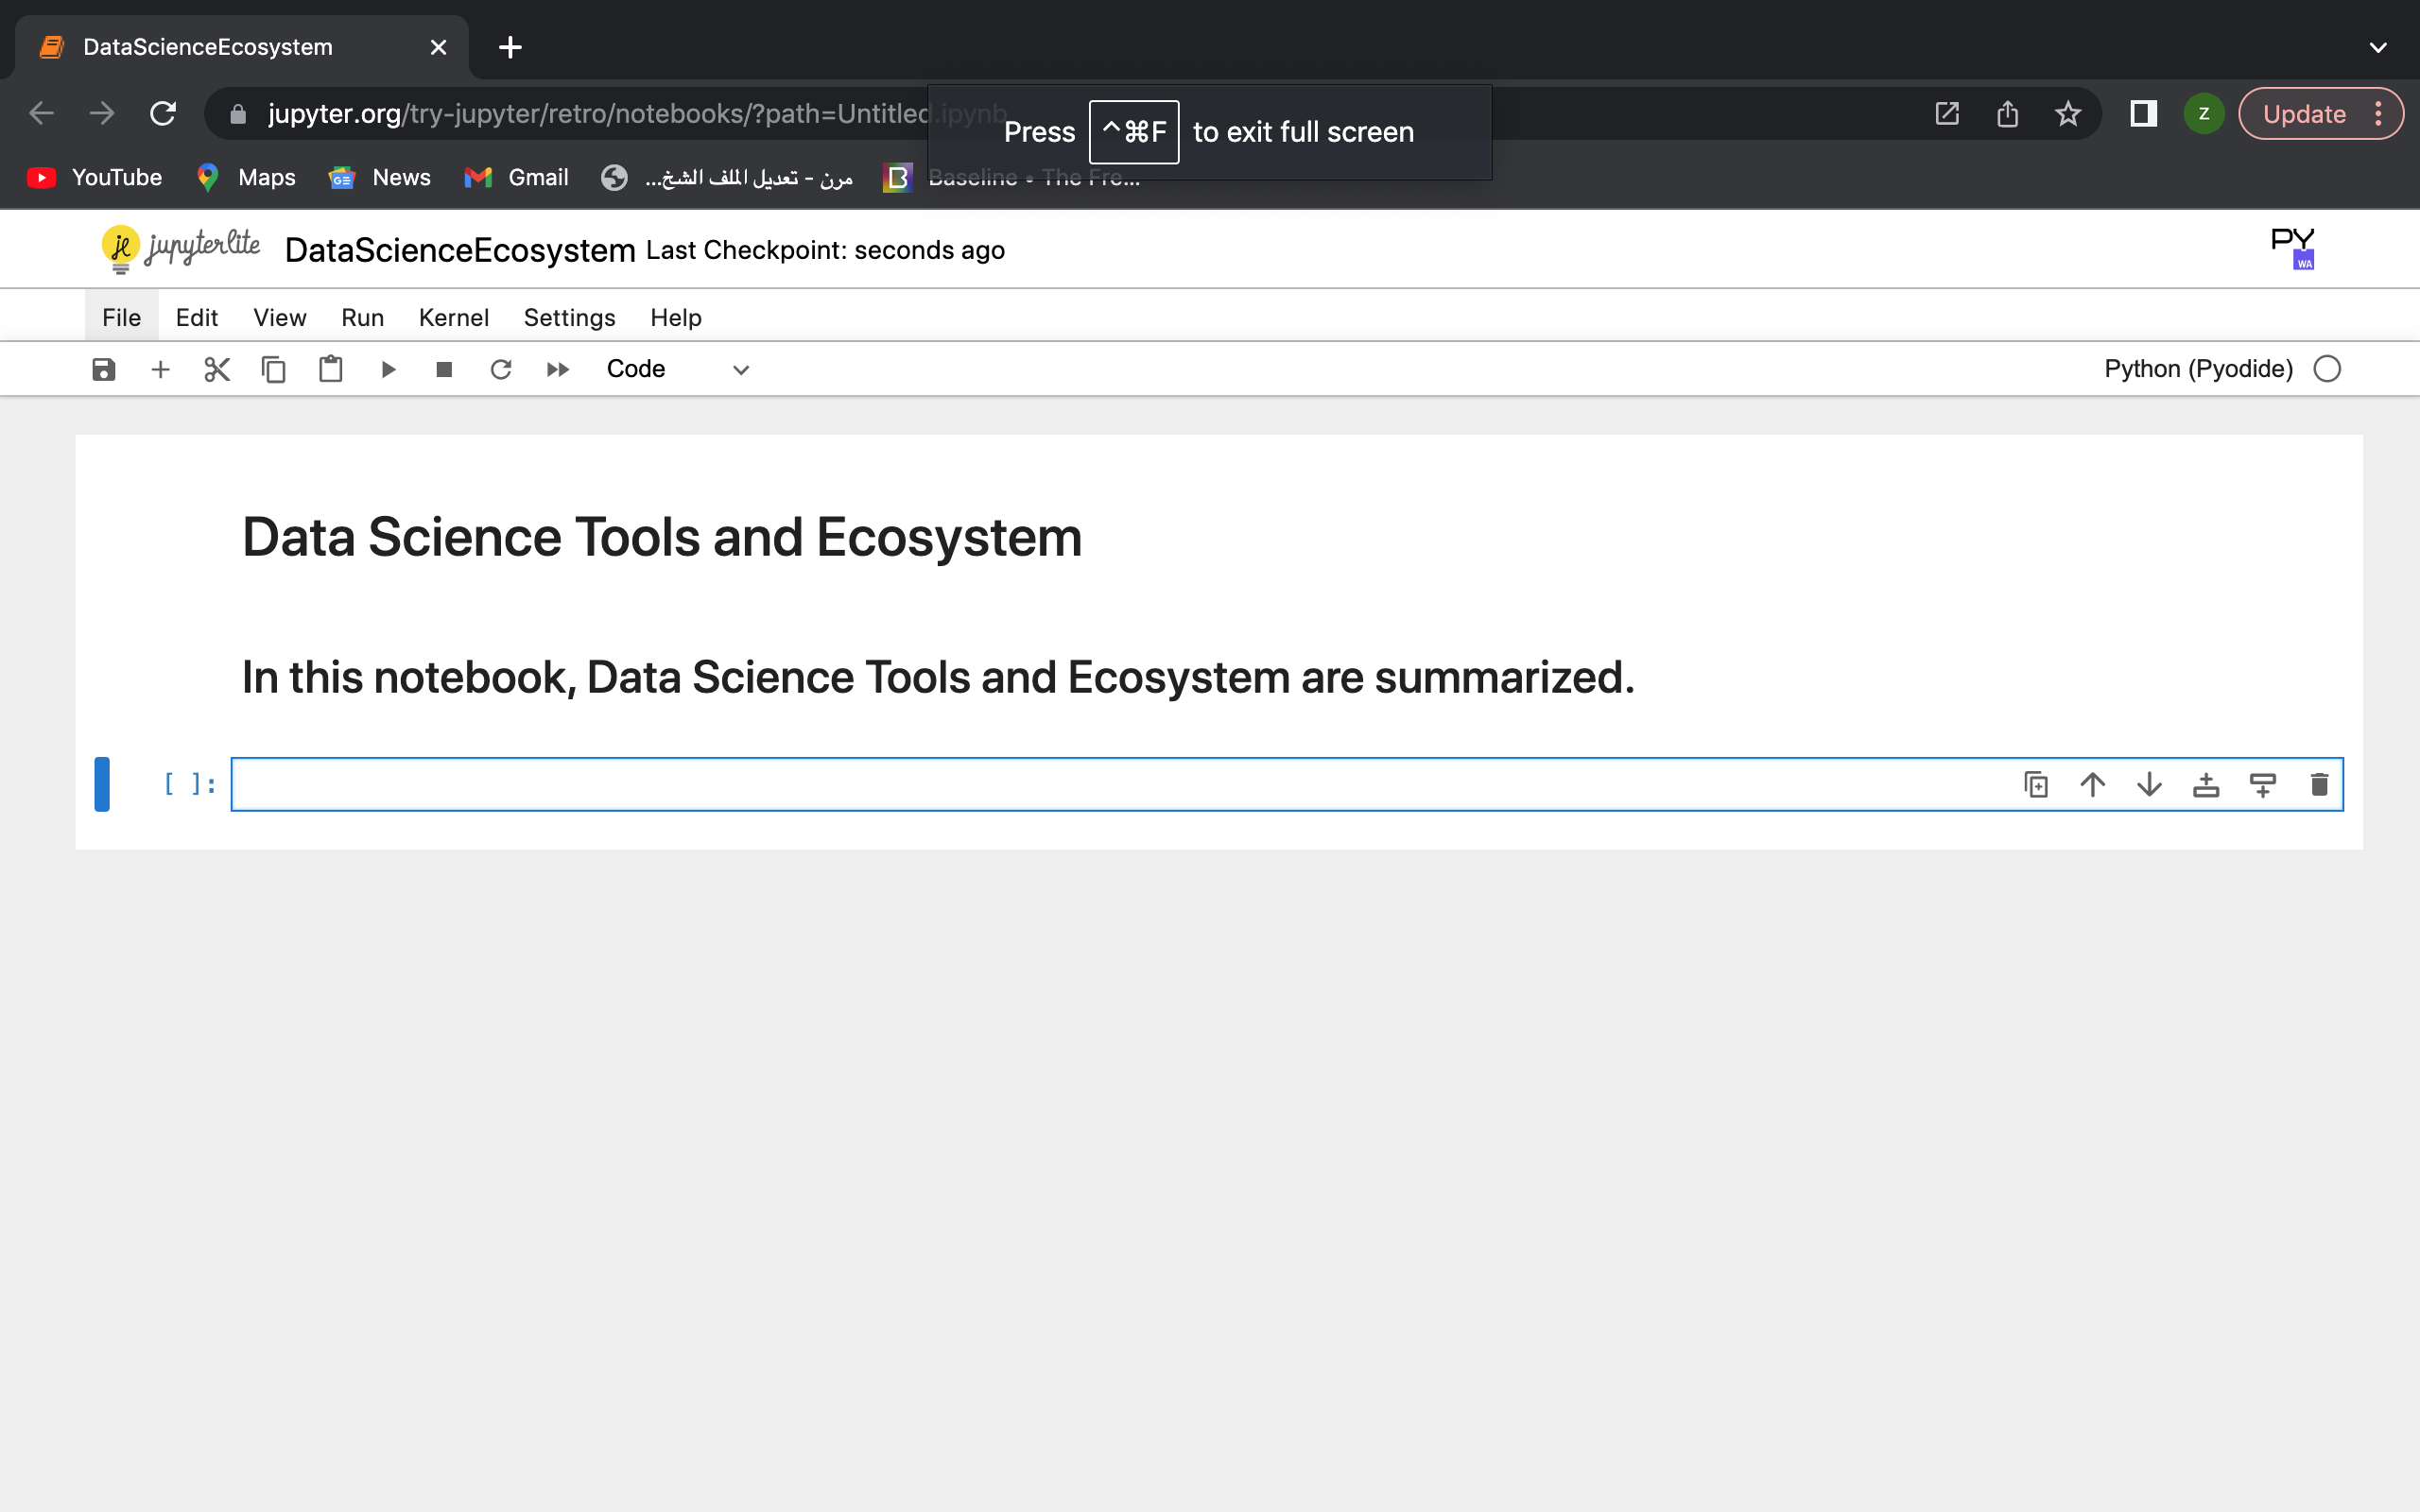 DataScienceEcosystem
jupyter.org/try-jupyter/retro/notebooks/?path=Untitled.ipynb
Press ^⌘F to exit full screen
Z
Update
YouTube
Maps
News
Gmail
مرن - تعديل الملف الشخ...
Baseline • The Fre...
jupyterlite
DataScienceEcosystem Last Checkpoint: seconds ago
PY
WA
File Edit View Run Kernel Settings Help
Code
Python (Pyodide)
Data Science Tools and Ecosystem
In this notebook, Data Science Tools and Ecosystem are summarized.
[ ]: